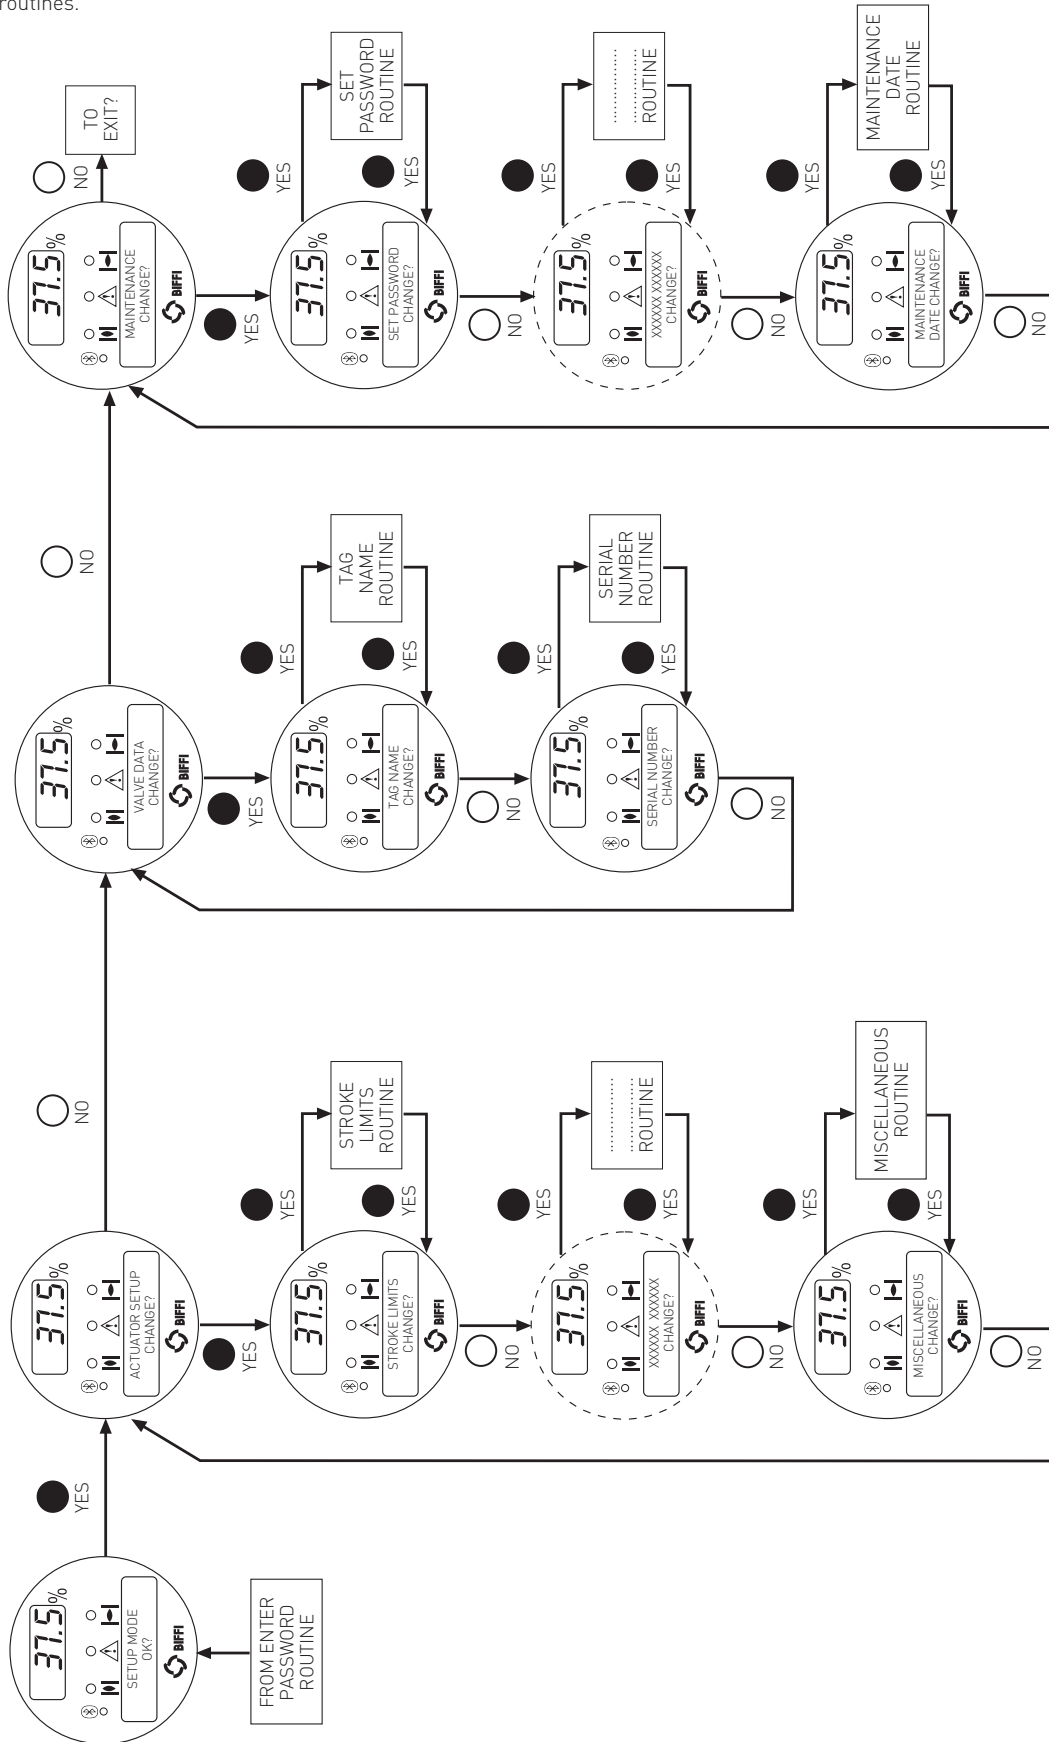 routines.
37.5%
SETUP MODE
OK?
BIFFI
FROM ENTER
PASSWORD
ROUTINE
YES
37.5%
ACTUATOR SETUP
CHANGE?
BIFFI
YES
37.5%
STROKE LIMITS
CHANGE?
BIFFI
YES
STROKE
LIMITS
ROUTINE
YES
NO
37.5%
XXXXXX XXXXXX
CHANGE?
BIFFI
YES
................
................
ROUTINE
YES
NO
37.5%
MISCELLANEOUS
CHANGE?
BIFFI
YES
MISCELLANEOUS
ROUTINE
YES
NO
NO
37.5%
VALVE DATA
CHANGE?
BIFFI
YES
37.5%
TAG NAME
CHANGE?
BIFFI
YES
TAG
NAME
ROUTINE
YES
NO
37.5%
SERIAL NUMBER
CHANGE?
BIFFI
YES
SERIAL
NUMBER
ROUTINE
YES
NO
NO
37.5%
MAINTENANCE
CHANGE?
BIFFI
NO
TO
EXIT?
YES
37.5%
SET PASSWORD
CHANGE?
BIFFI
YES
SET
PASSWORD
ROUTINE
YES
NO
37.5%
XXXXXX XXXXXX
CHANGE?
BIFFI
YES
................
................
ROUTINE
YES
NO
37.5%
MAINTENANCE
DATE CHANGE?
BIFFI
YES
MAINTENANCE
DATE
ROUTINE
YES
NO